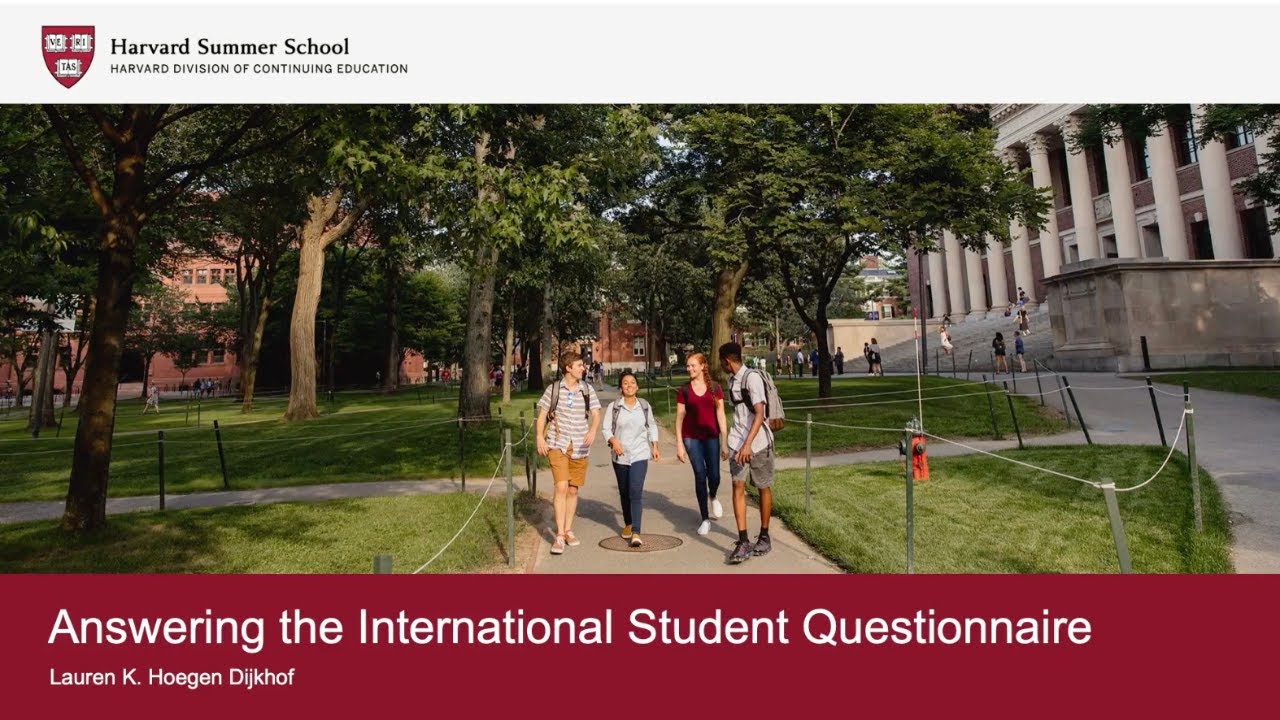 VE RI
TAS
Harvard Summer School
HARVARD DIVISION OF CONTINUING EDUCATION
Answering the International Student Questionnaire
Lauren K. Hoegen Dijkhof